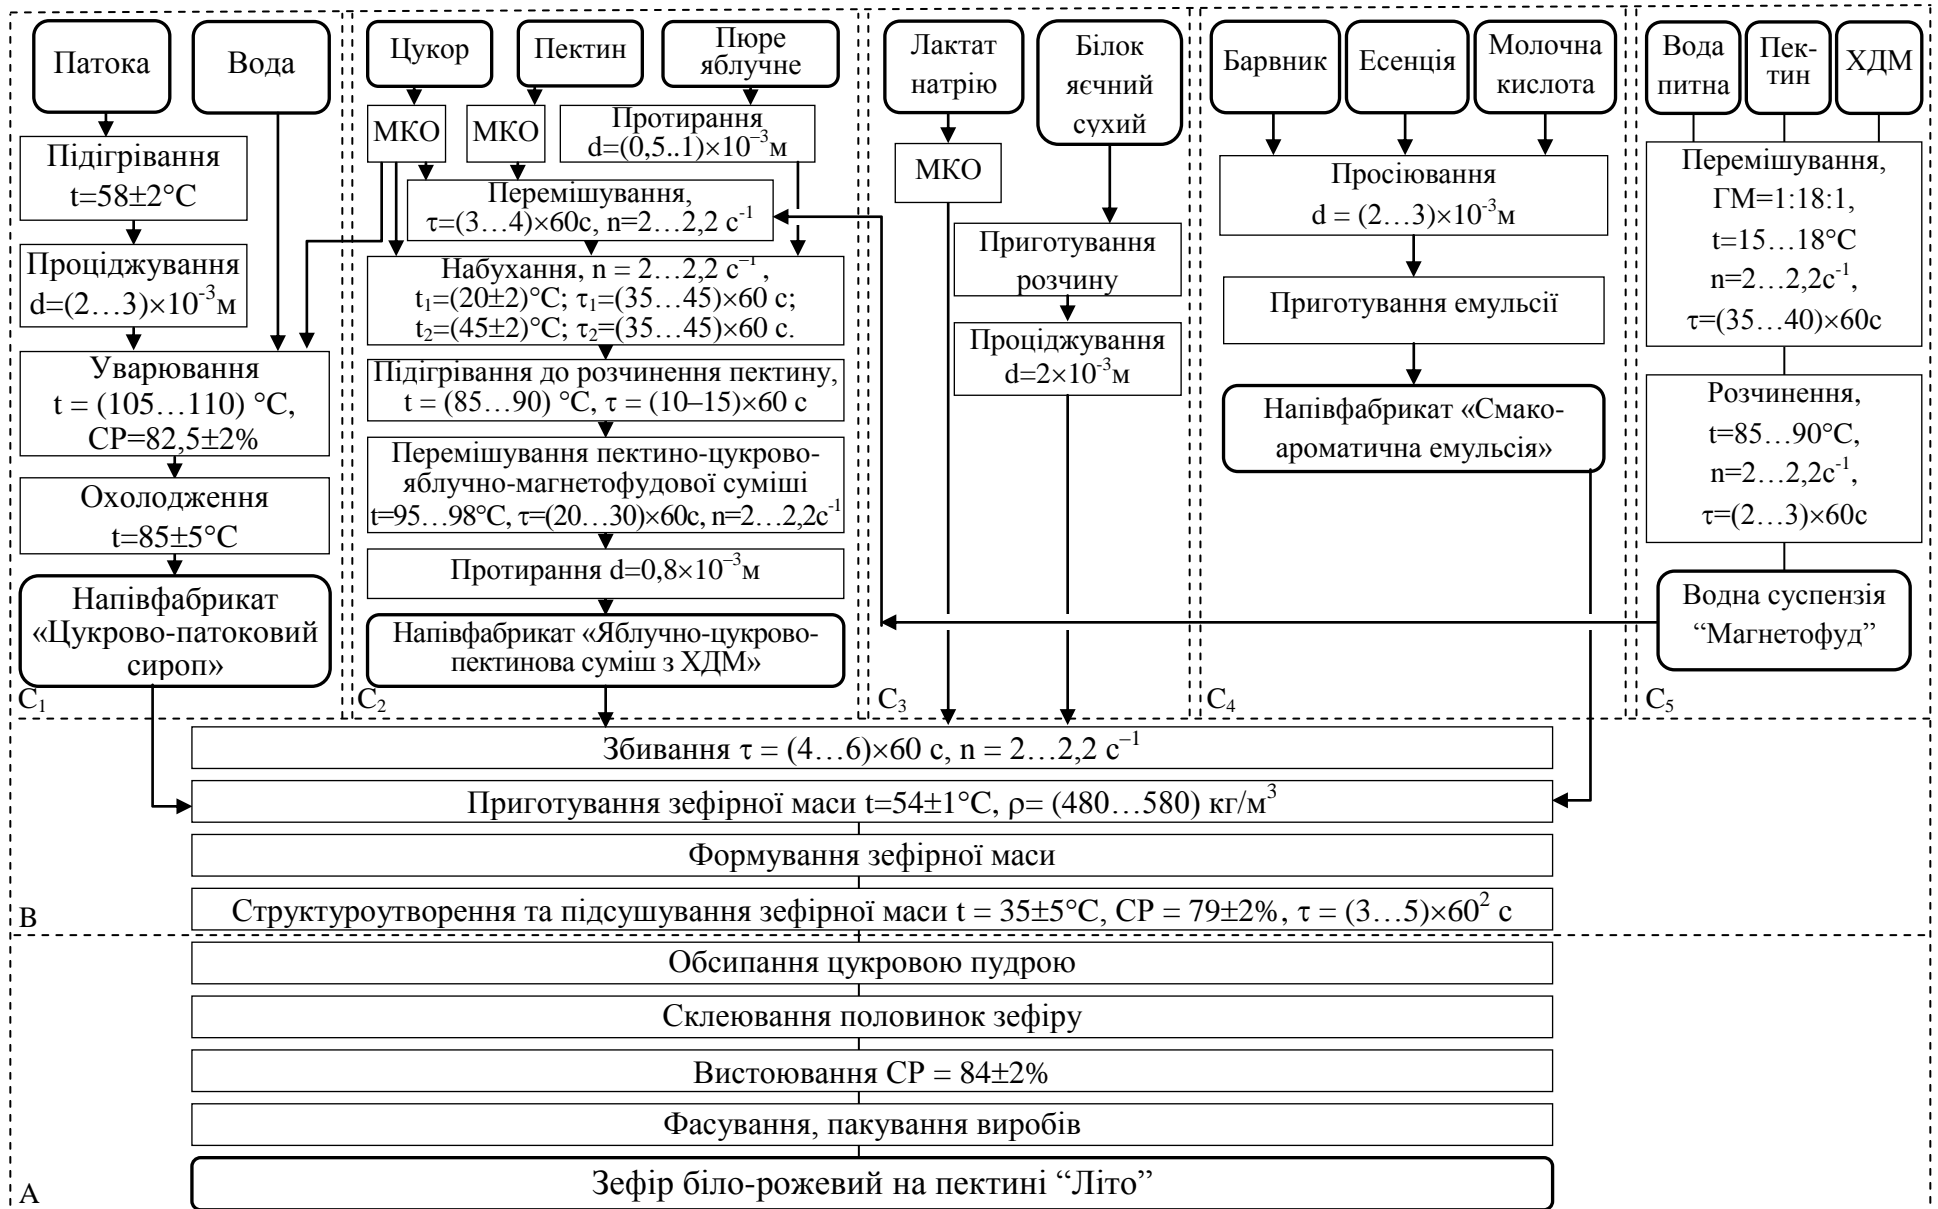 Патока
Вода
Підігрівання
t=58±2°С
Проціджування
d=(2…3)×10⁻³м
Уварювання
t = (105…110) °С,
СР=82,5±2%
Охолодження
t=85±5°С
Напівфабрикат
«Цукрово-патоковий
сироп»
С₁
Цукор
Пектин
Пюре
яблучне
МКО
МКО
Протирання
d=(0,5..1)×10⁻³м
Перемішування,
τ=(3…4)×60с, n=2…2,2 с⁻¹
Набухання, n = 2…2,2 с⁻¹ ,
t₁=(20±2)°С; τ₁=(35…45)×60 с;
t₂=(45±2)°С; τ₂=(35…45)×60 с.
Підігрівання до розчинення пектину,
t = (85…90) °С, τ = (10–15)×60 с
Перемішування пектино-цукрово-
яблучно-магнетофудової суміші
t=95…98°С, τ=(20…30)×60с, n=2…2,2с⁻¹
Протирання d=0,8×10⁻³м
Напівфабрикат «Яблучно-цукрово-
пектинова суміш з ХДМ»
С₂
Лактат
натрію
Білок
яєчний
сухий
МКО
Приготування
розчину
Проціджування
d=2×10⁻³м
С₃
Барвник
Есенція
Молочна
кислота
Просіювання
d = (2…3)×10⁻³м
Приготування емульсії
Напівфабрикат «Смако-
ароматична емульсія»
С₄
Вода
питна
Пек-
тин
ХДМ
Перемішування,
ГМ=1:18:1,
t=15…18°С
n=2…2,2с⁻¹,
τ=(35…40)×60с
Розчинення,
t=85…90°С,
n=2…2,2с⁻¹,
τ=(2…3)×60с
Водна суспензія
“Магнетофуд”
С₅
Збивання τ = (4…6)×60 с, n = 2…2,2 с⁻¹
Приготування зефірної маси t=54±1°С, ρ= (480…580) кг/м³
Формування зефірної маси
Структуроутворення та підсушування зефірної маси t = 35±5°С, СР = 79±2%, τ = (3…5)×60² с
В
Обсипання цукровою пудрою
Склеювання половинок зефіру
Вистоювання СР = 84±2%
Фасування, пакування виробів
Зефір біло-рожевий на пектині “Літо”
А